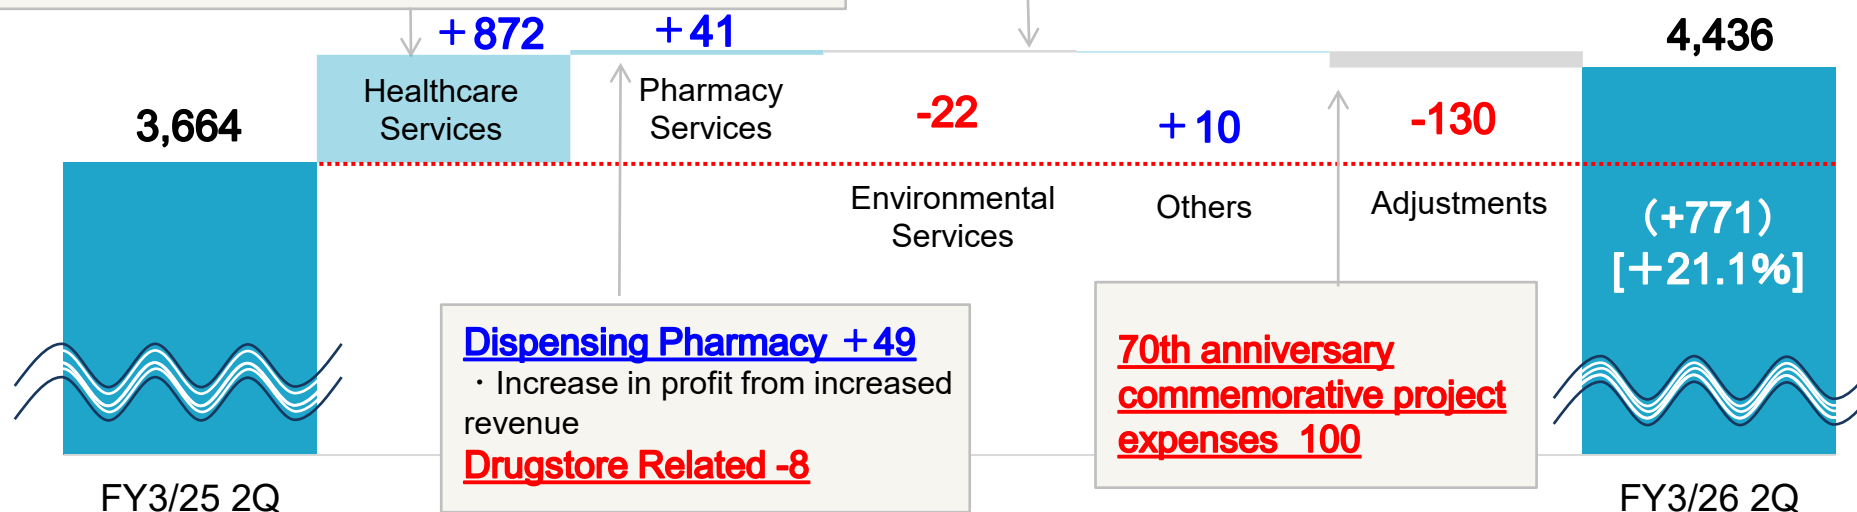 ＋872
＋41
4,436
Healthcare
Services
Pharmacy
Services
3,664
-22
＋10
-130
Environmental
Services
Others
Adjustments
（+771）
[＋21.1%]
Dispensing Pharmacy ＋49
・Increase in profit from increased
revenue
Drugstore Related -8
70th anniversary
commemorative project
expenses 100
FY3/25 2Q
FY3/26 2Q